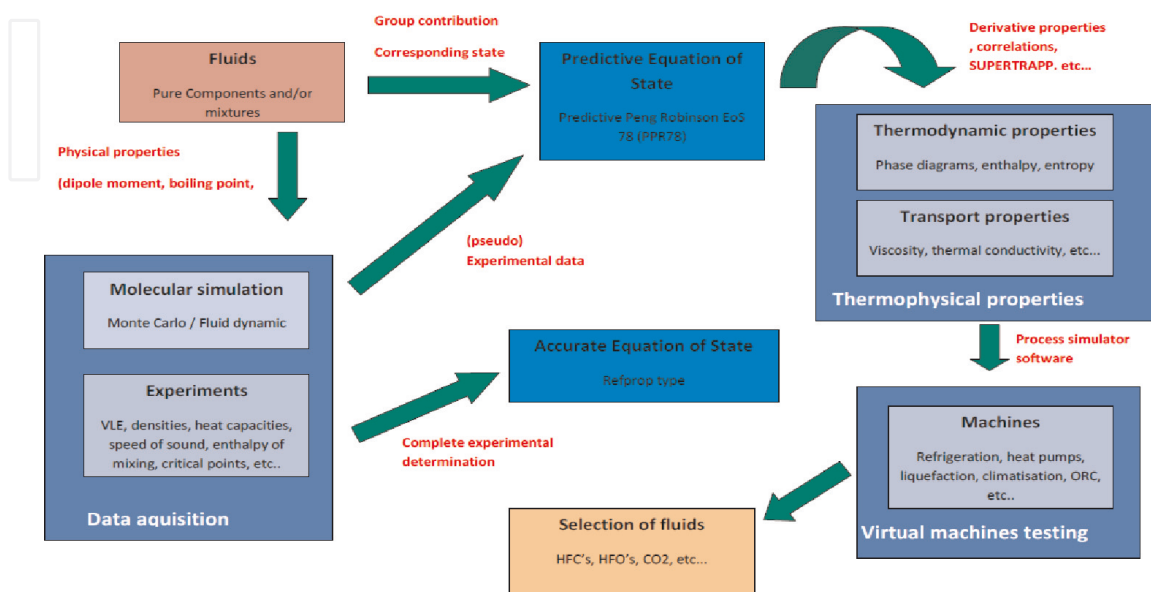 Group contribution
Corresponding state
Fluids
Pure Components and/or
mixtures
Predictive Equation of
State
Predictive Peng Robinson EoS
78 (PPR78)
Derivative properties
, correlations,
SUPERTRAPP. etc...
Physical properties
(dipole moment, boiling point,
Thermodynamic properties
Phase diagrams, enthalpy, entropy
Transport properties
Viscosity, thermal conductivity, etc...
Thermophysical properties
(pseudo)
Experimental data
Molecular simulation
Monte Carlo / Fluid dynamic
Experiments
VLE, densities, heat capacities,
speed of sound, enthalpy of
mixing, critical points, etc..
Data aquisition
Accurate Equation of State
Refprop type
Complete experimental
determination
Process simulator
software
Machines
Refrigeration, heat pumps,
liquefaction, climatisation, ORC,
etc..
Virtual machines testing
Selection of fluids
HFC's, HFO's, CO2, etc...